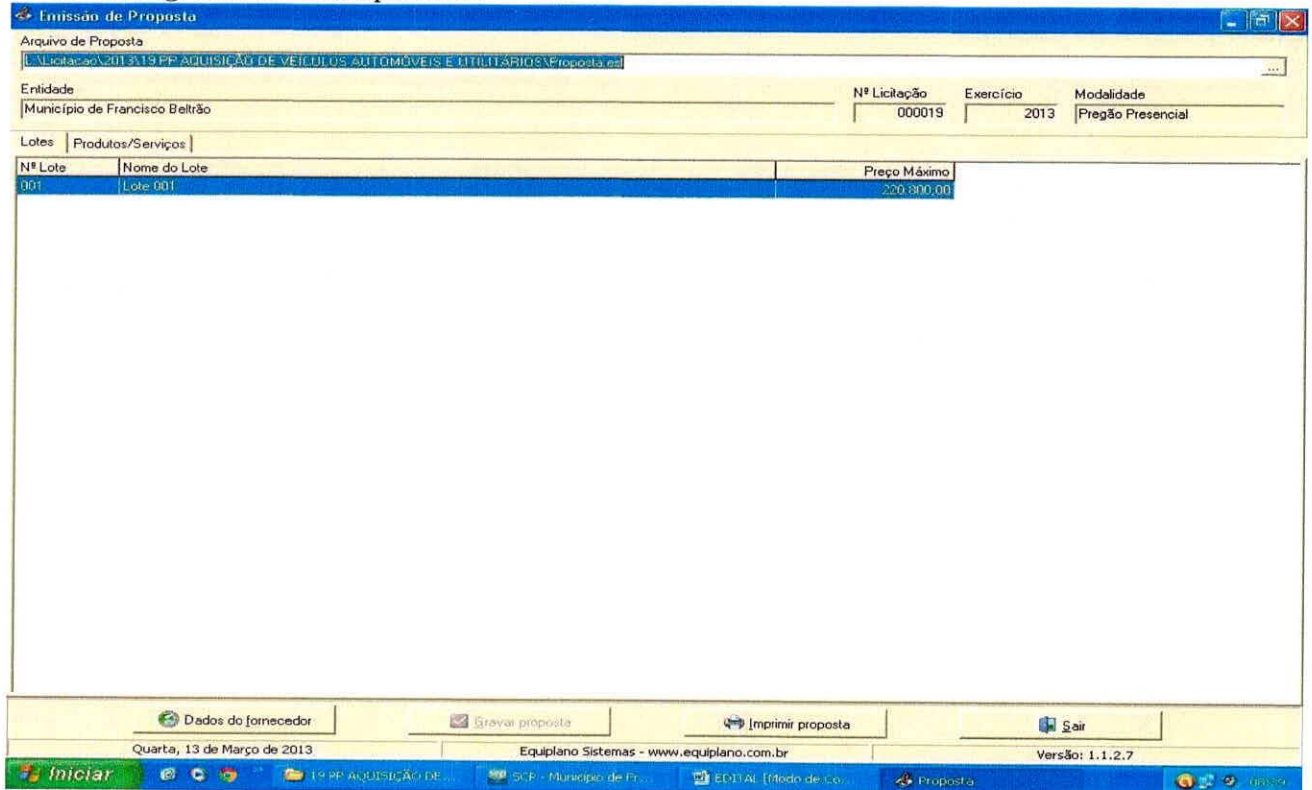 Emissão de Proposta
Arquivo de Proposta
L:\Licitacao\2013\19 PP AQUISIÇÃO DE VEÍCULOS AUTOMÓVEIS E UTILITÁRIOS\Proposta.esl
...
Entidade
Nº Licitação
Exercício
Modalidade
Município de Francisco Beltrão
000019
2013
Pregão Presencial
Lotes
Produtos/Serviços
Nº Lote
Nome do Lote
Preço Máximo
001
Lote 001
220.800,00
Dados do fornecedor
Gravar proposta
Imprimir proposta
Sair
Quarta, 13 de Março de 2013
Equiplano Sistemas - www.equiplano.com.br
Versão: 1.1.2.7
Iniciar
19 PP AQUISIÇÃO DE ...
SCP - Município de Fr...
EDITAL [Modo de Co...
Proposta